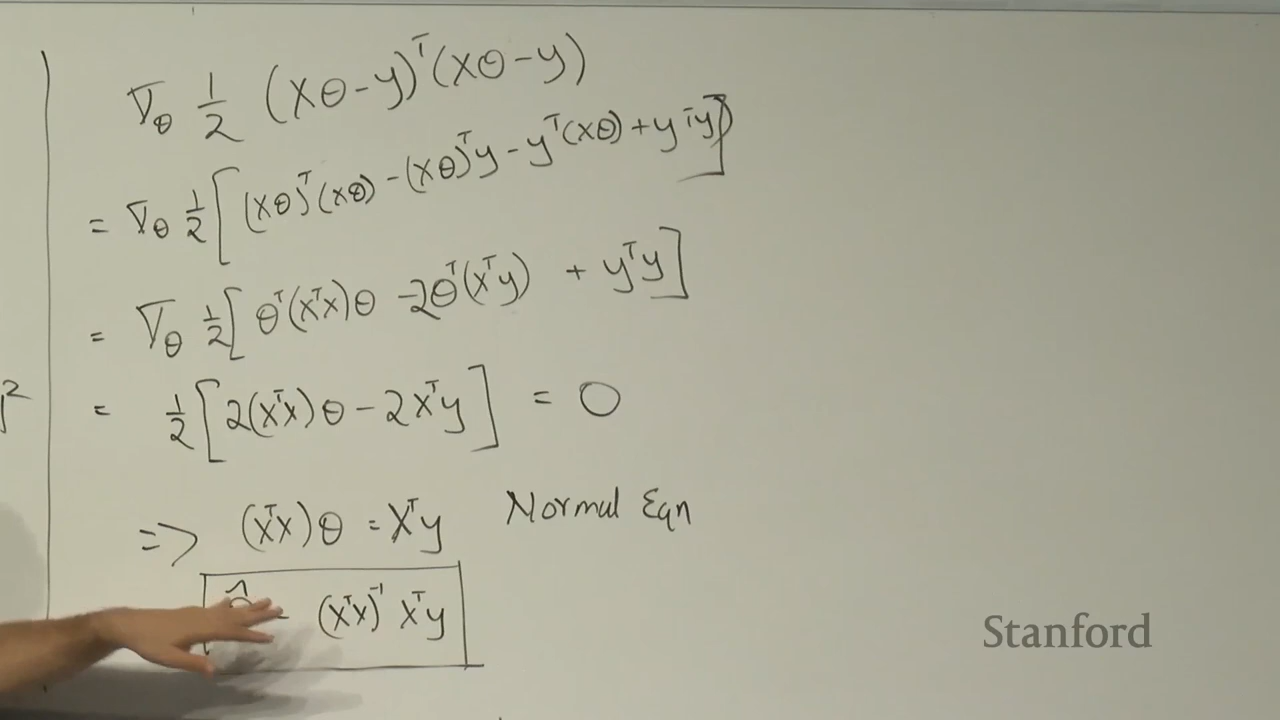 ∇θ 1/2 (Xθ-y)ᵀ(Xθ-y)
= ∇θ 1/2 [(Xθ)ᵀ(Xθ) - (Xθ)ᵀy - yᵀ(Xθ) + yᵀy]
= ∇θ 1/2 [θᵀ(XᵀX)θ - 2θᵀ(Xᵀy) + yᵀy]
= 1/2 [2(XᵀX)θ - 2Xᵀy] = 0
=> (XᵀX)θ = Xᵀy Normal Eqn
= (XᵀX)⁻¹ Xᵀy
Stanford